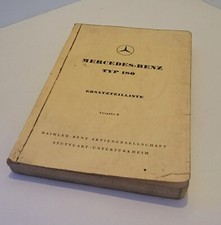 MERCEDES-BENZ
TYP 180
ERSATZTEILLISTE
DAIMLER-BENZ AKTIENGESELLSCHAFT
STUTTGART-UNTERTÜRKHEIM